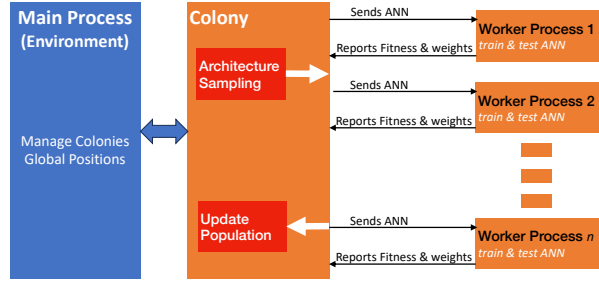 Main Process
(Environment)
Manage Colonies
Global Positions
Colony
Architecture
Sampling
Update
Population
Sends ANN
Reports Fitness & weights
Sends ANN
Reports Fitness & weights
Sends ANN
Reports Fitness & weights
Worker Process 1
train & test ANN
Worker Process 2
train & test ANN
Worker Process n
train & test ANN